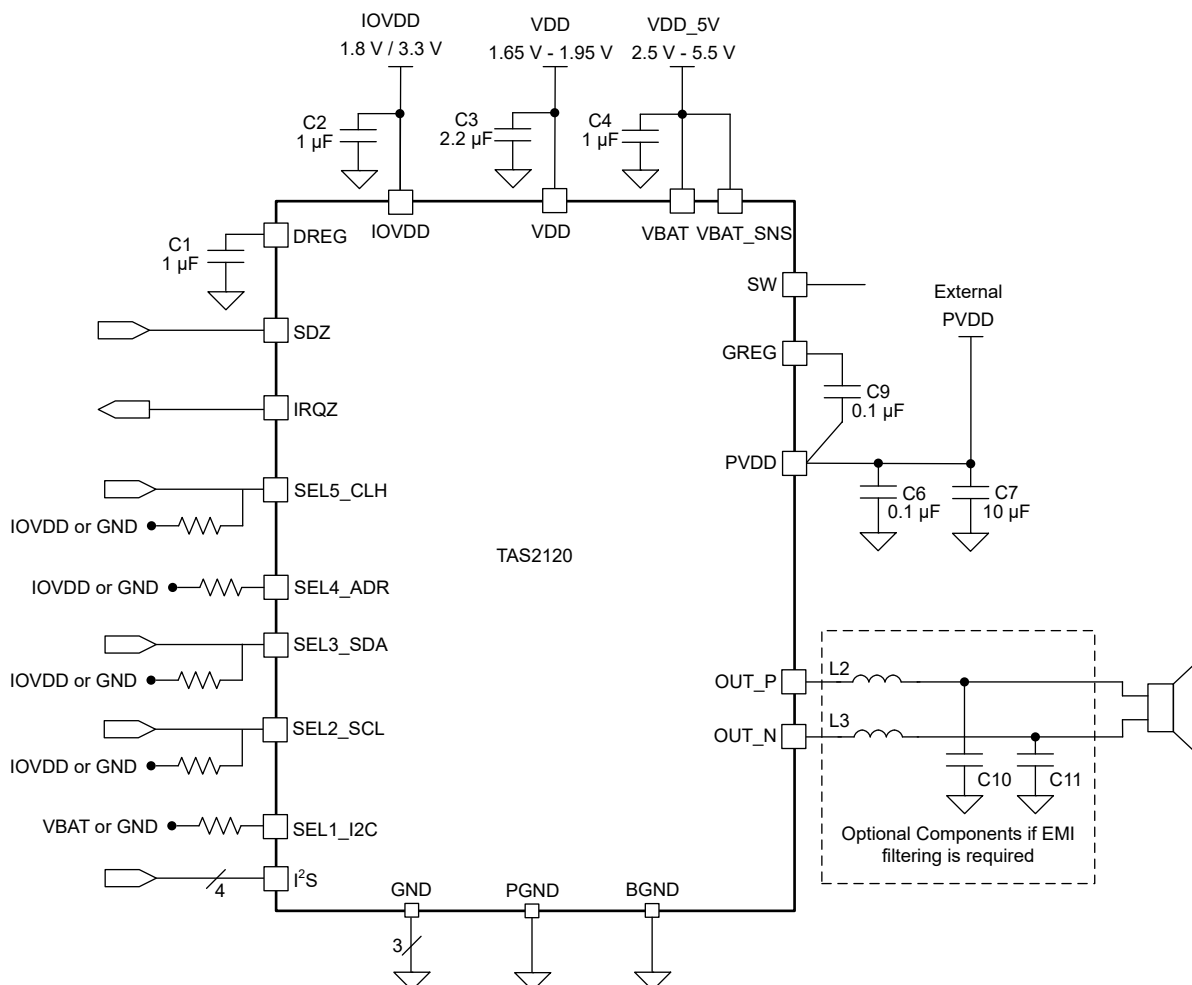 IOVDD
1.8 V / 3.3 V
VDD
1.65 V - 1.95 V
VDD_5V
2.5 V - 5.5 V
C2
1 µF
C3
2.2 µF
C4
1 µF
IOVDD
VDD
VBAT
VBAT_SNS
C1
1 µF
DREG
SW
External
PVDD
SDZ
GREG
C9
0.1 µF
IRQZ
PVDD
C6
0.1 µF
C7
10 µF
SEL5_CLH
IOVDD or GND
TAS2120
IOVDD or GND
SEL4_ADR
SEL3_SDA
IOVDD or GND
OUT_P
L2
SEL2_SCL
OUT_N
L3
IOVDD or GND
C10
C11
VBAT or GND
SEL1_I2C
Optional Components if EMI
filtering is required
4
I²S
GND
PGND
BGND
3